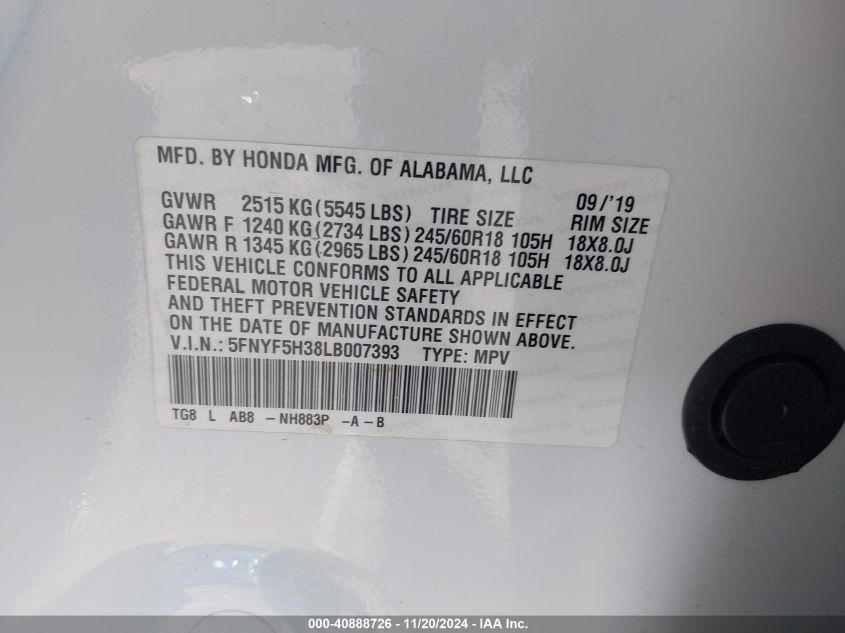 MFD. BY HONDA MFG. OF ALABAMA, LLC
09/'19
GVWR 2515 KG (5545 LBS) TIRE SIZE RIM SIZE
GAWR F 1240 KG (2734 LBS) 245/60R18 105H 18X8.0J
GAWR R 1345 KG (2965 LBS) 245/60R18 105H 18X8.0J
THIS VEHICLE CONFORMS TO ALL APPLICABLE
FEDERAL MOTOR VEHICLE SAFETY
AND THEFT PREVENTION STANDARDS IN EFFECT
ON THE DATE OF MANUFACTURE SHOWN ABOVE.
V.I.N.: 5FNYF5H38LB007393 TYPE: MPV
TG8 L AB8 -NH883P -A-B
000-40888726 - 11/20/2024 - IAA Inc.